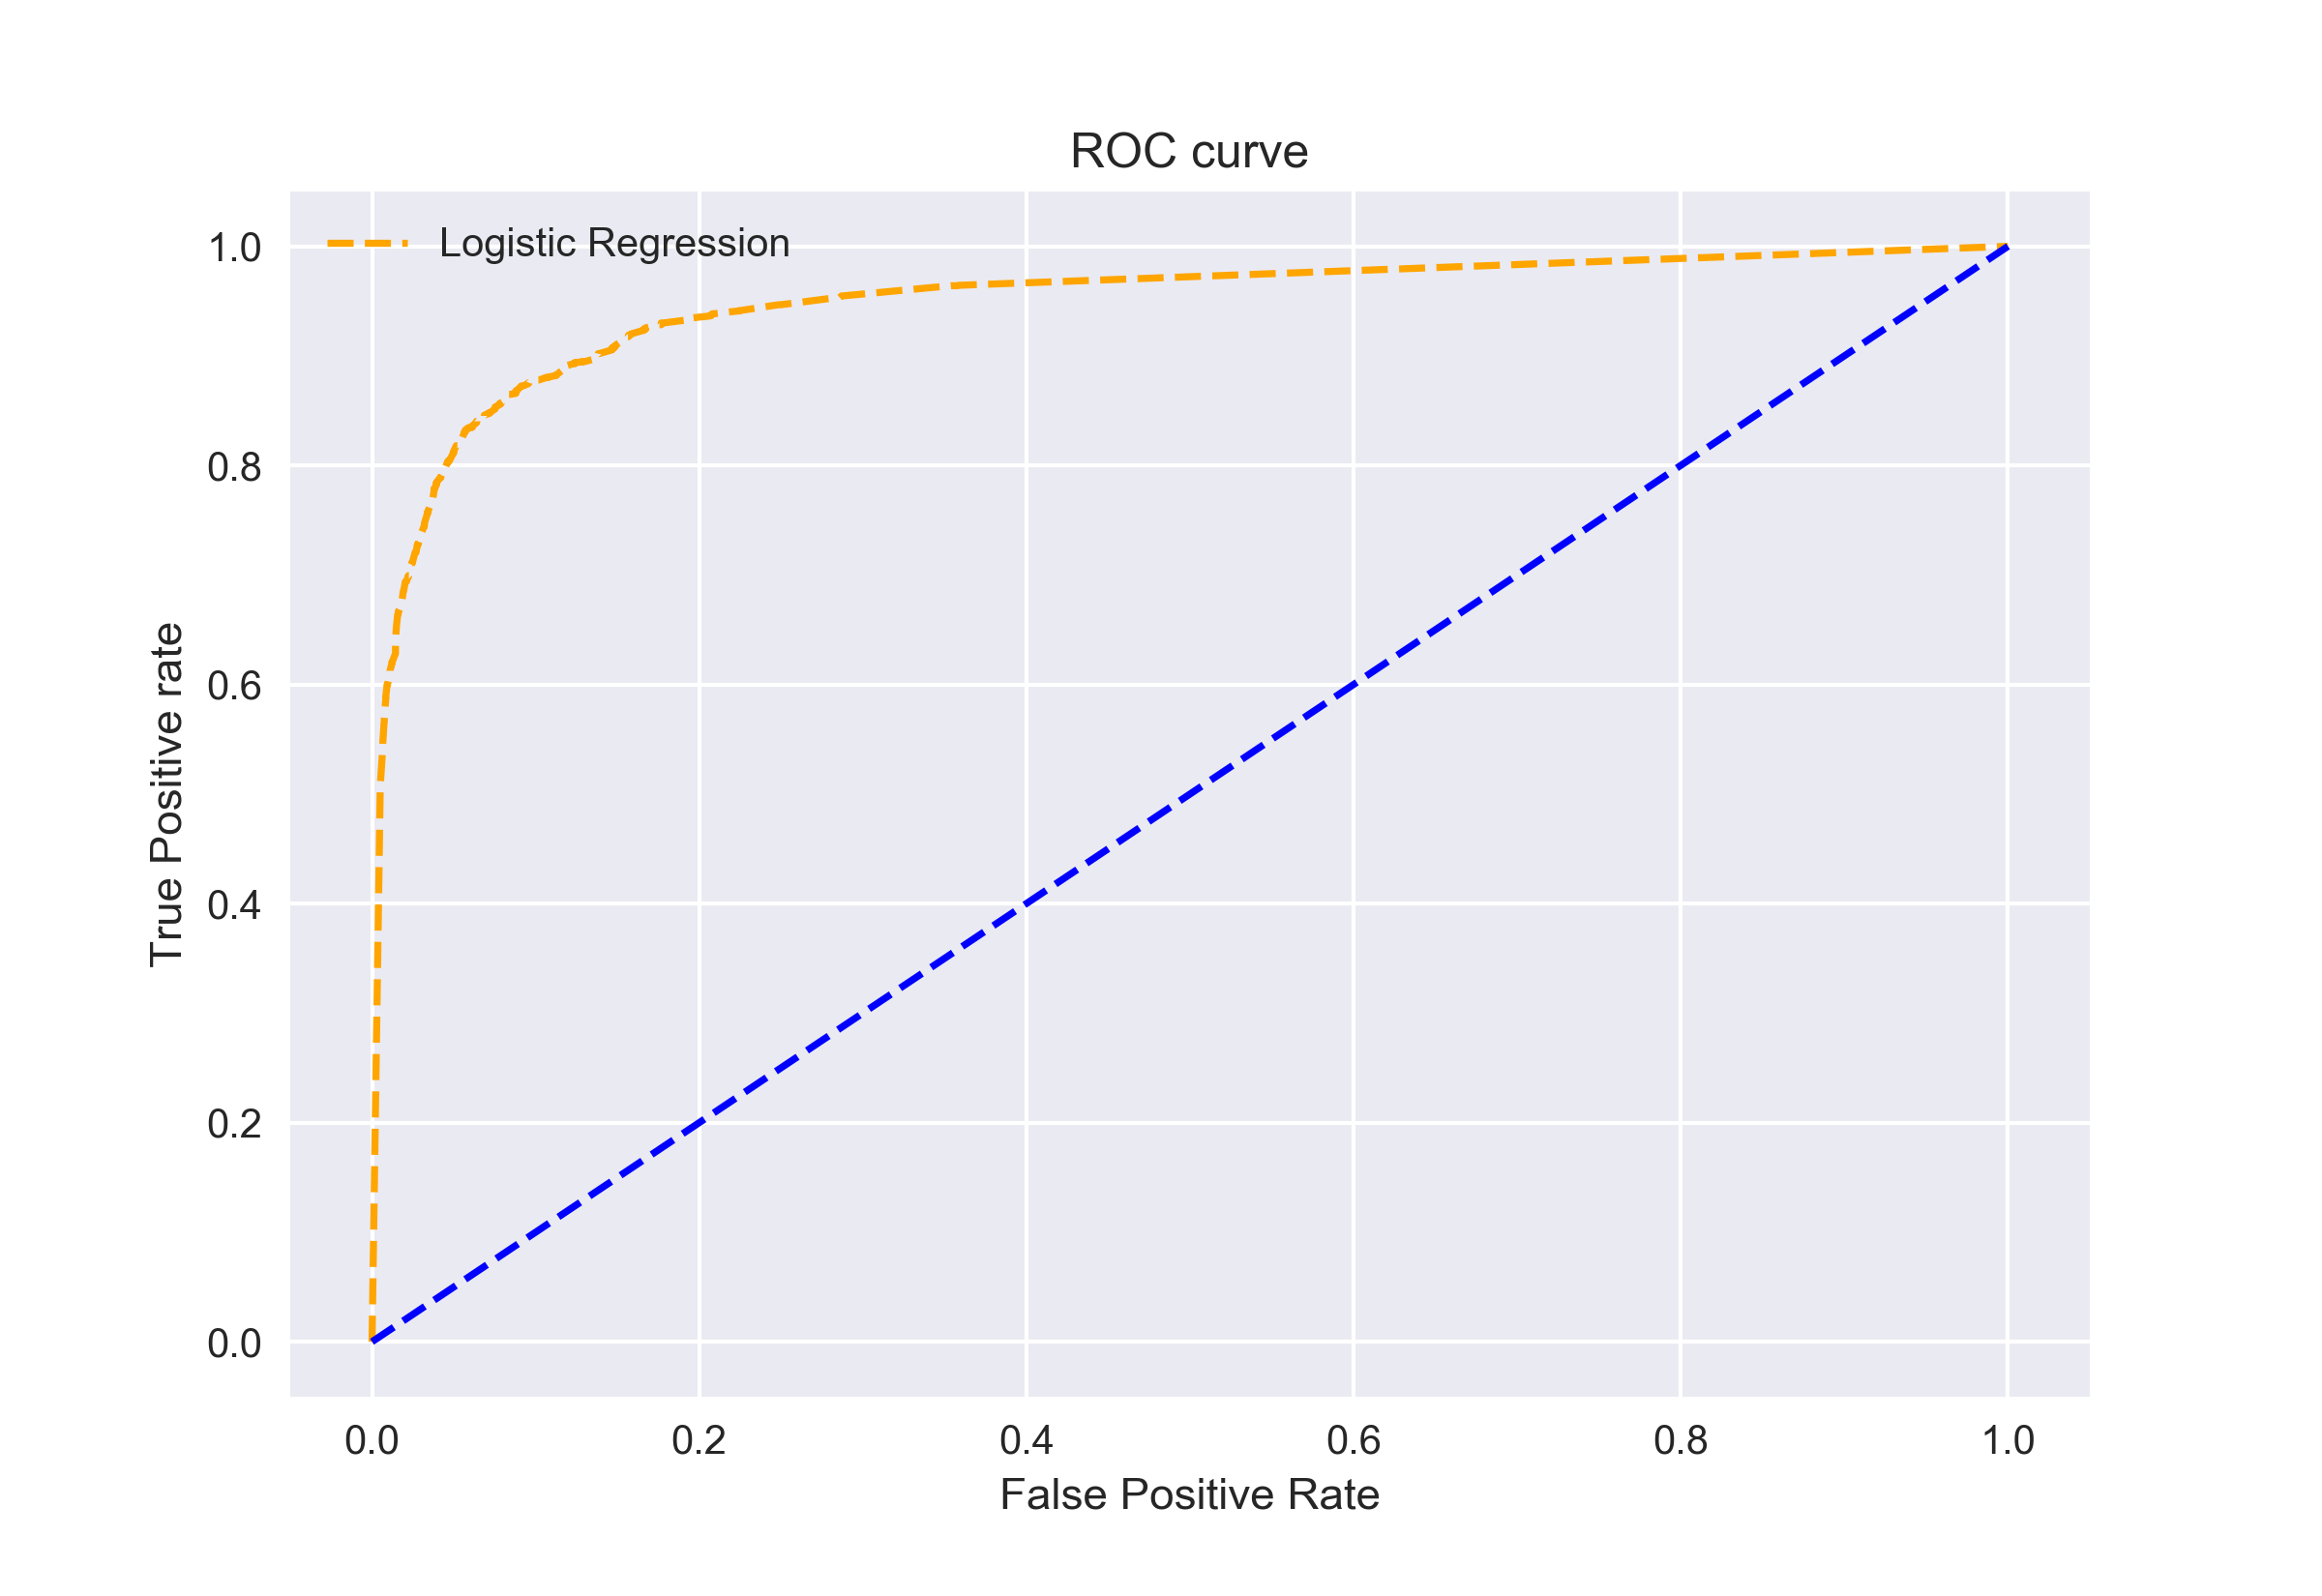 ROC curve
Logistic Regression
1.0
0.8
0.6
0.4
0.2
0.0
True Positive rate
0.0 0.2 0.4 0.6 0.8 1.0
False Positive Rate